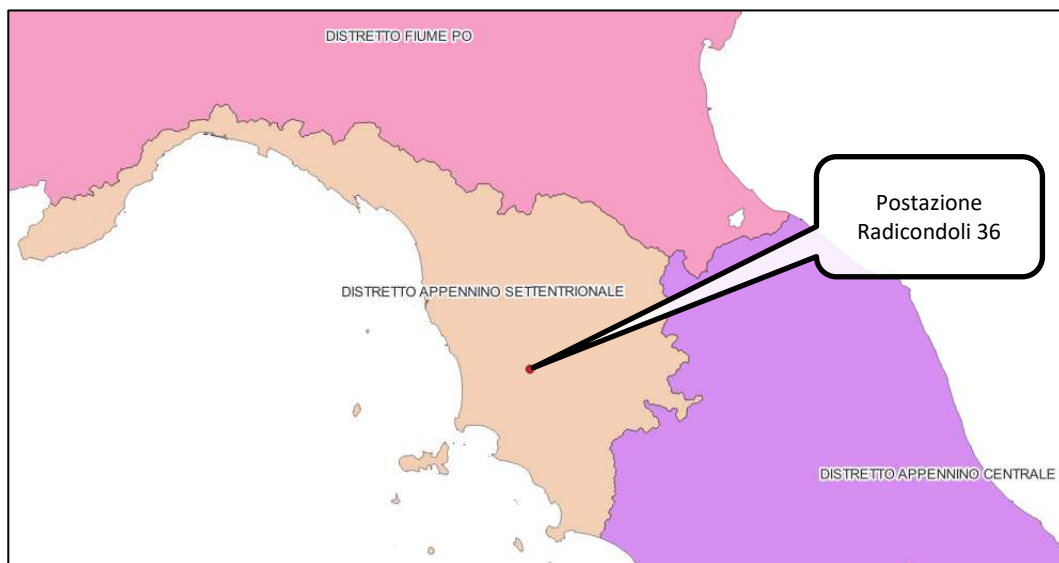 DISTRETTO FIUME PO
Postazione
Radicondoli 36
DISTRETTO APPENNINO SETTENTRIONALE
DISTRETTO APPENNINO CENTRALE